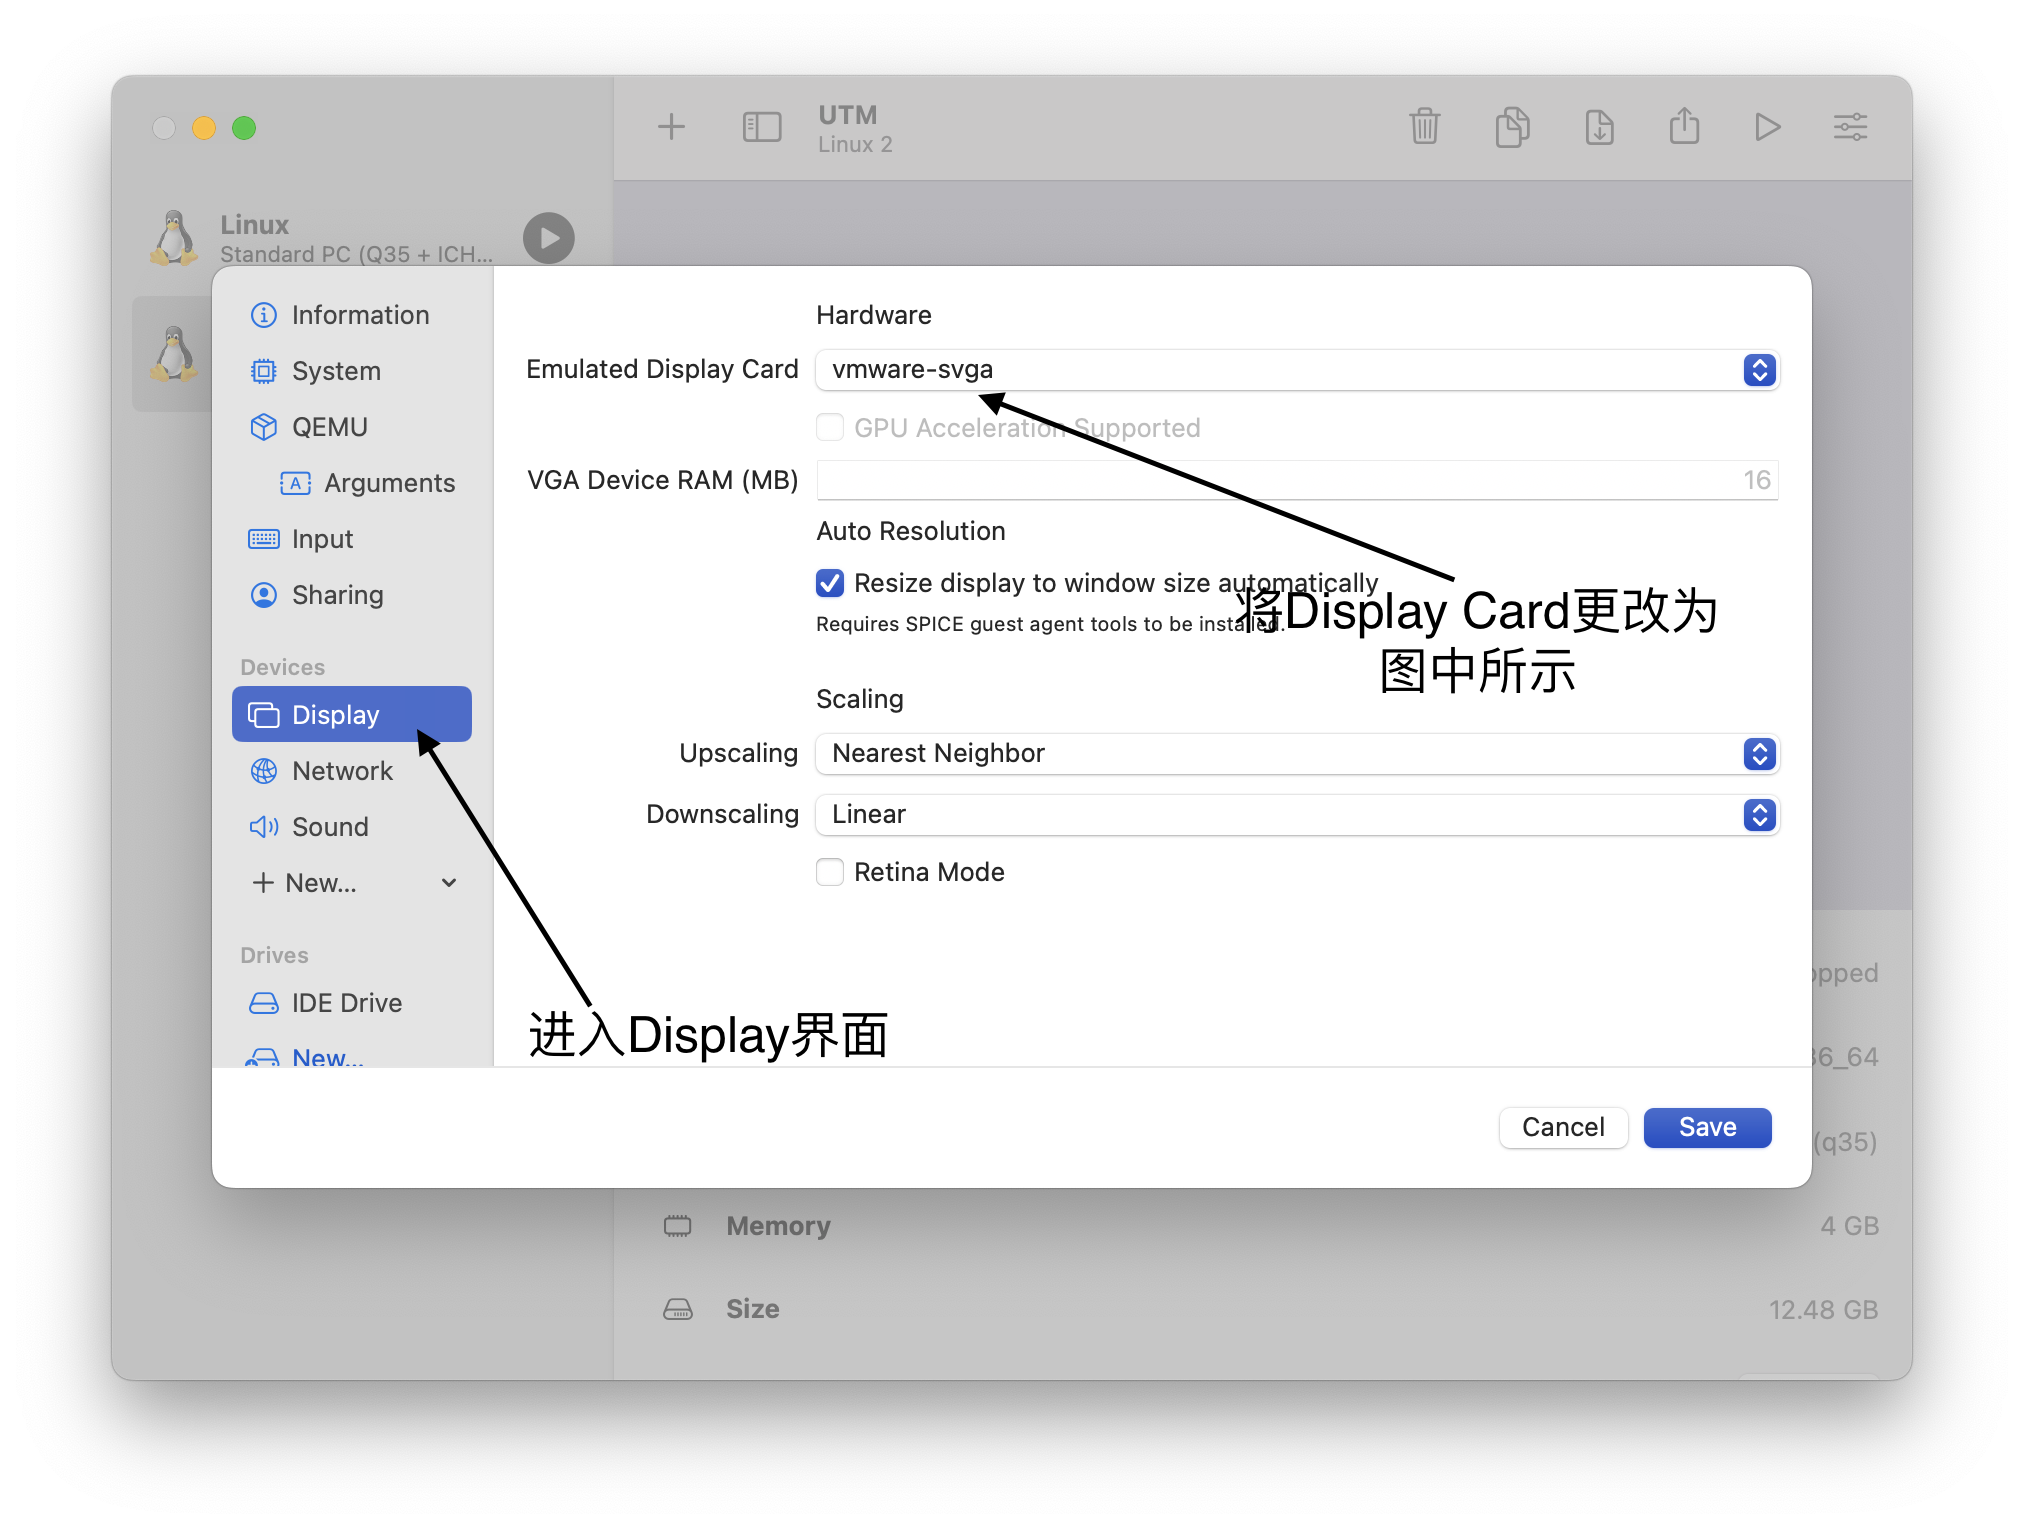 UTM
Linux 2
Linux
Standard PC (Q35 + ICH...
Information
System
QEMU
Arguments
Input
Sharing
Devices
Display
Network
Sound
New...
Drives
IDE Drive
New...
Hardware
Emulated Display Card
vmware-svga
GPU Acceleration Supported
VGA Device RAM (MB)
16
Auto Resolution
Resize display to window size automatically
Requires SPICE guest agent tools to be installed.
将Display Card更改为
图中所示
Scaling
Upscaling
Nearest Neighbor
Downscaling
Linear
Retina Mode
进入Display界面
Cancel
Save
(q35)
Memory
4 GB
Size
12.48 GB